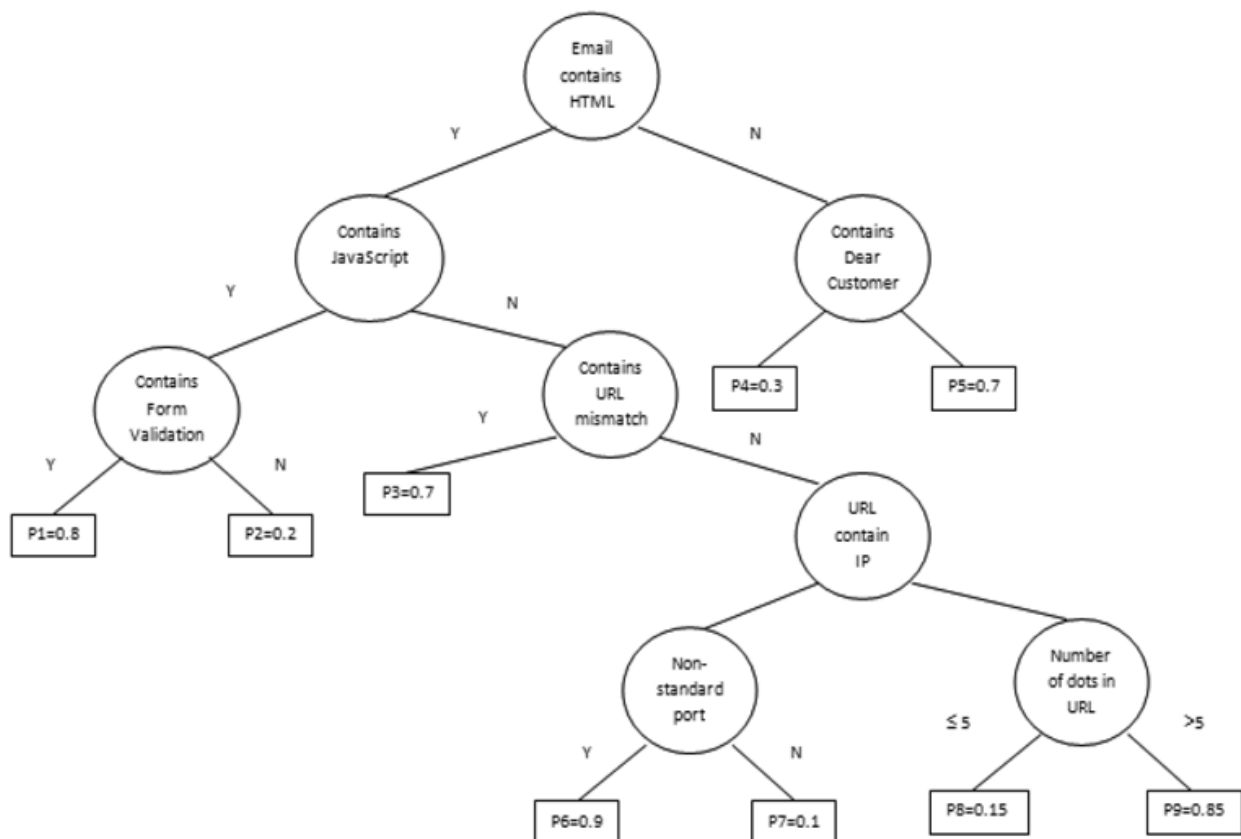 Email
contains
HTML
Y
N
Contains
JavaScript
Contains
Dear
Customer
Y
N
Contains
Form
Validation
Contains
URL
mismatch
P4=0.3
P5=0.7
Y
N
Y
N
P3=0.7
P1=0.8
P2=0.2
URL
contain
IP
Non-
standard
port
Number
of dots in
URL
≤ 5
>5
Y
N
P6=0.9
P7=0.1
P8=0.15
P9=0.85